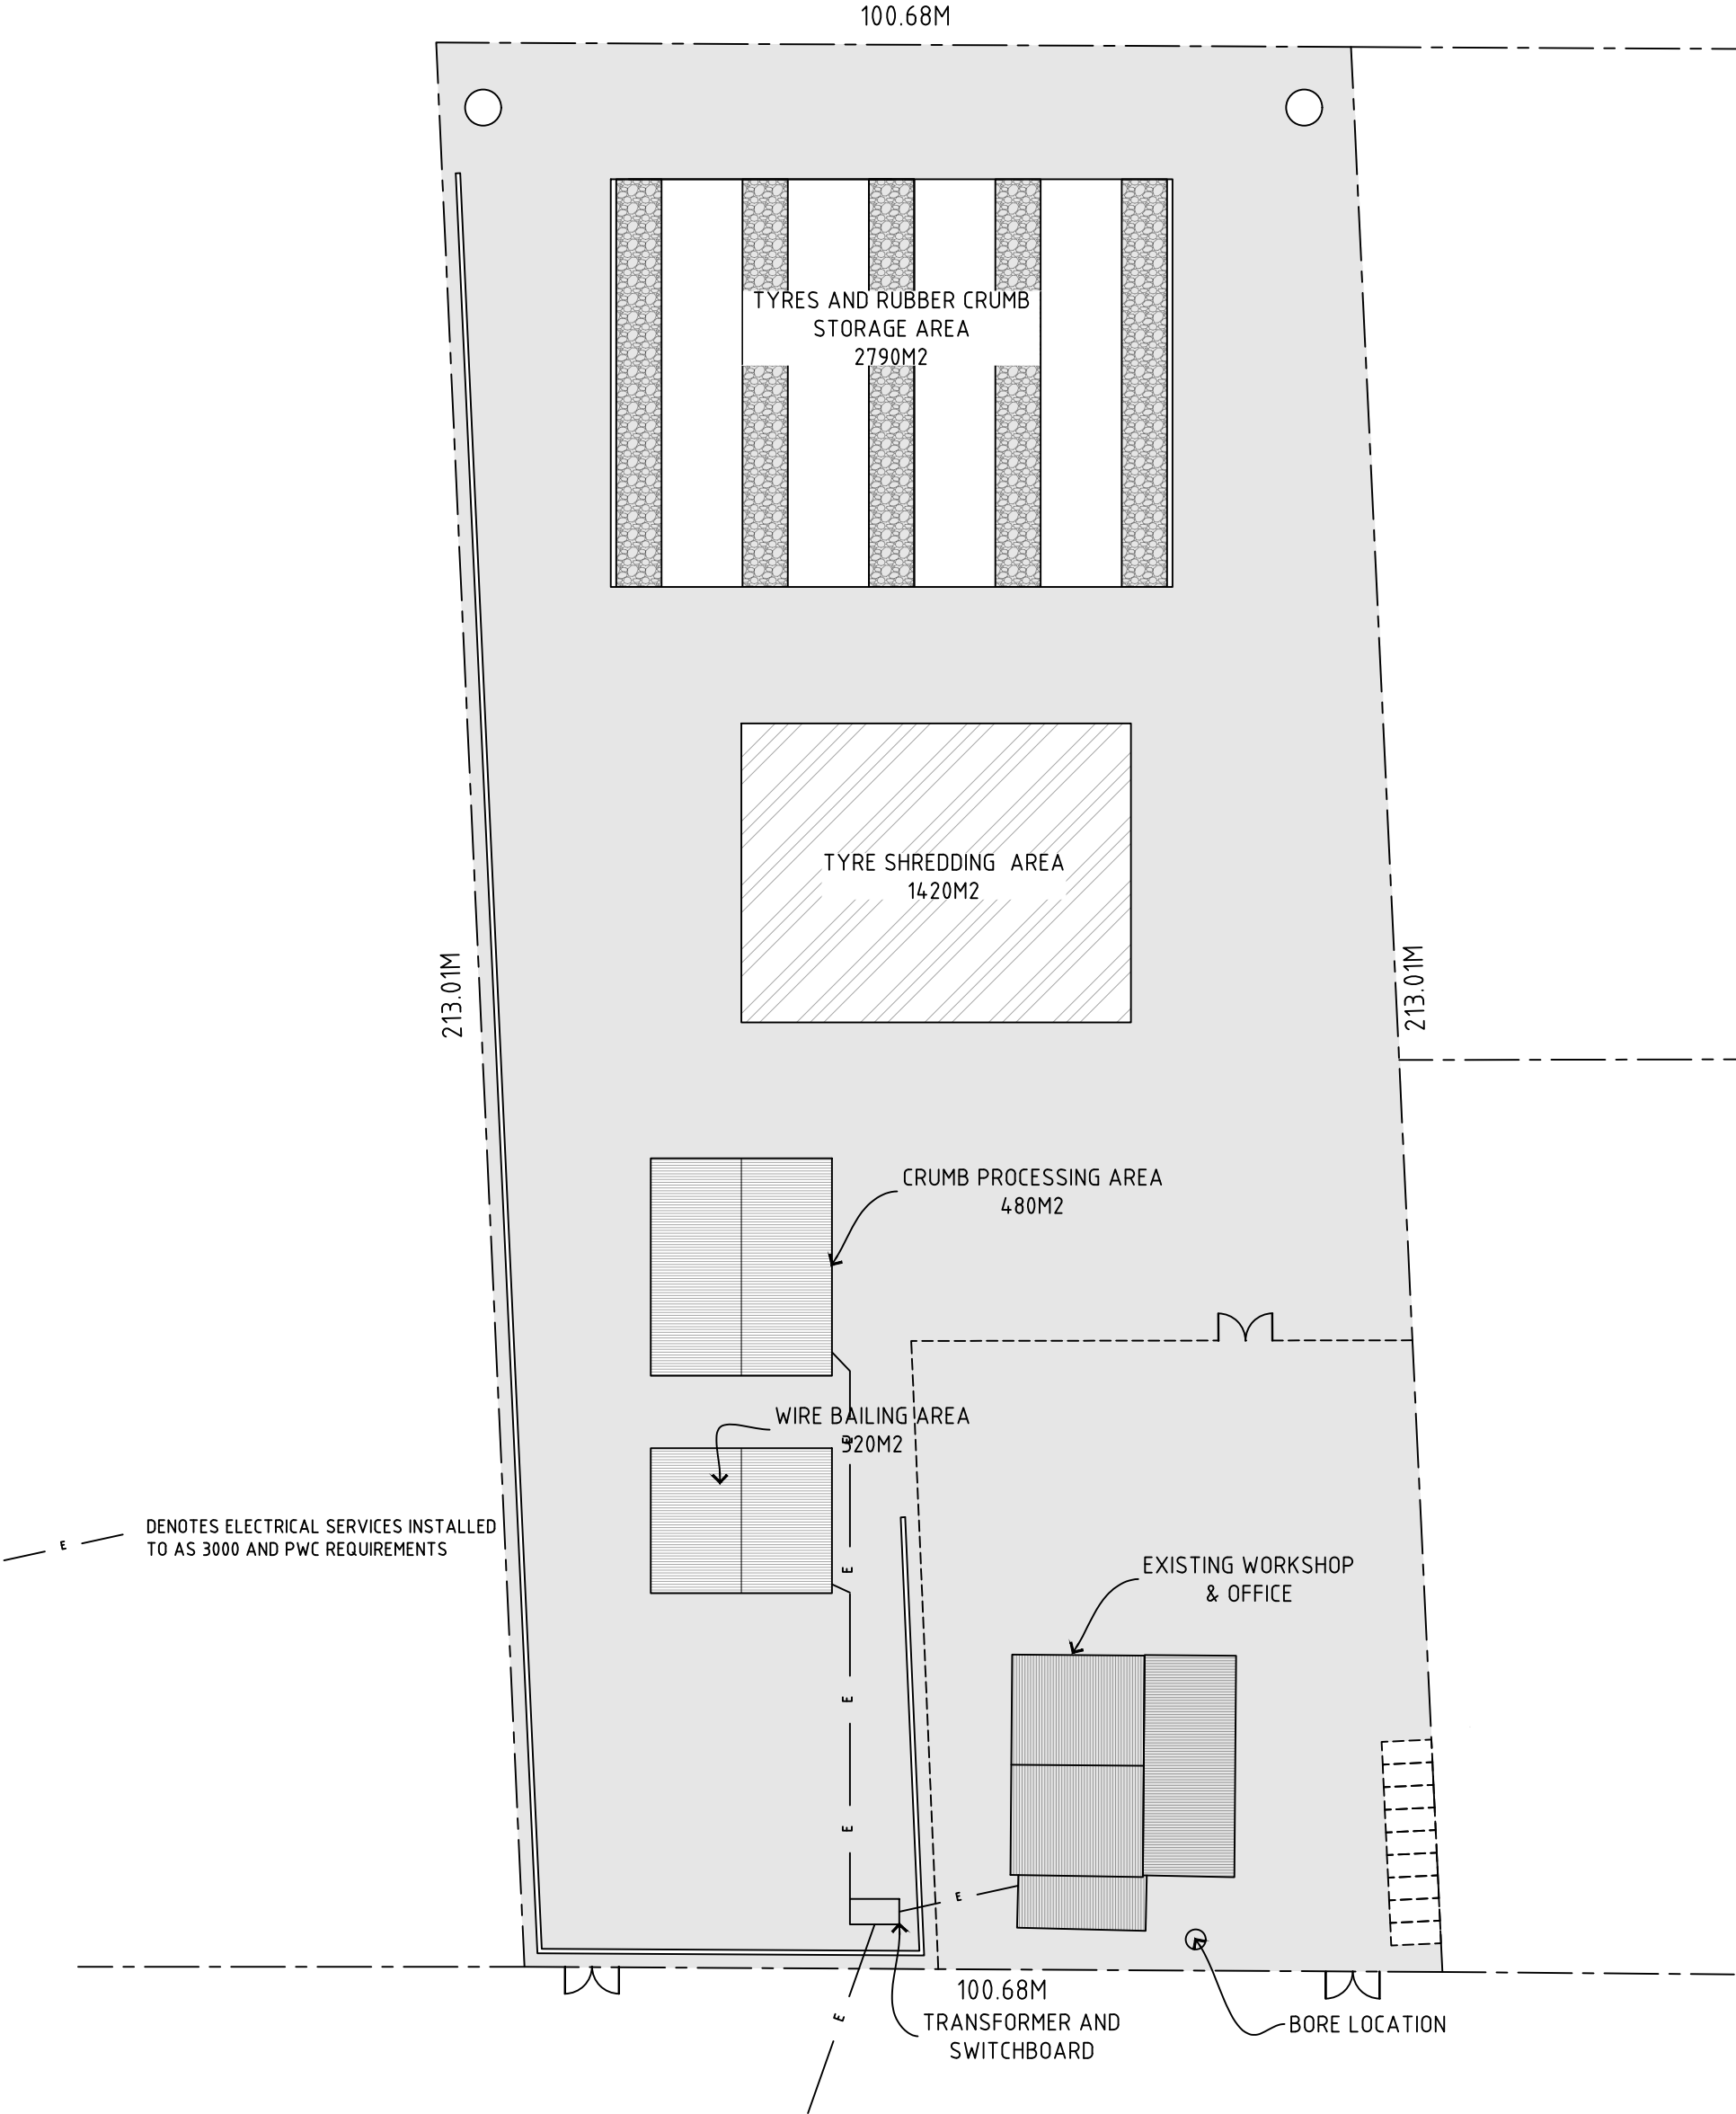 100.68M
TYRES AND RUBBER CRUMB
STORAGE AREA
2790M2
TYRE SHREDDING AREA
1420M2
213.01M
213.01M
CRUMB PROCESSING AREA
480M2
WIRE BAILING AREA
320M2
E
DENOTES ELECTRICAL SERVICES INSTALLED
TO AS 3000 AND PWC REQUIREMENTS
E
E
EXISTING WORKSHOP
& OFFICE
E
E
E
100.68M
TRANSFORMER AND
SWITCHBOARD
E
BORE LOCATION